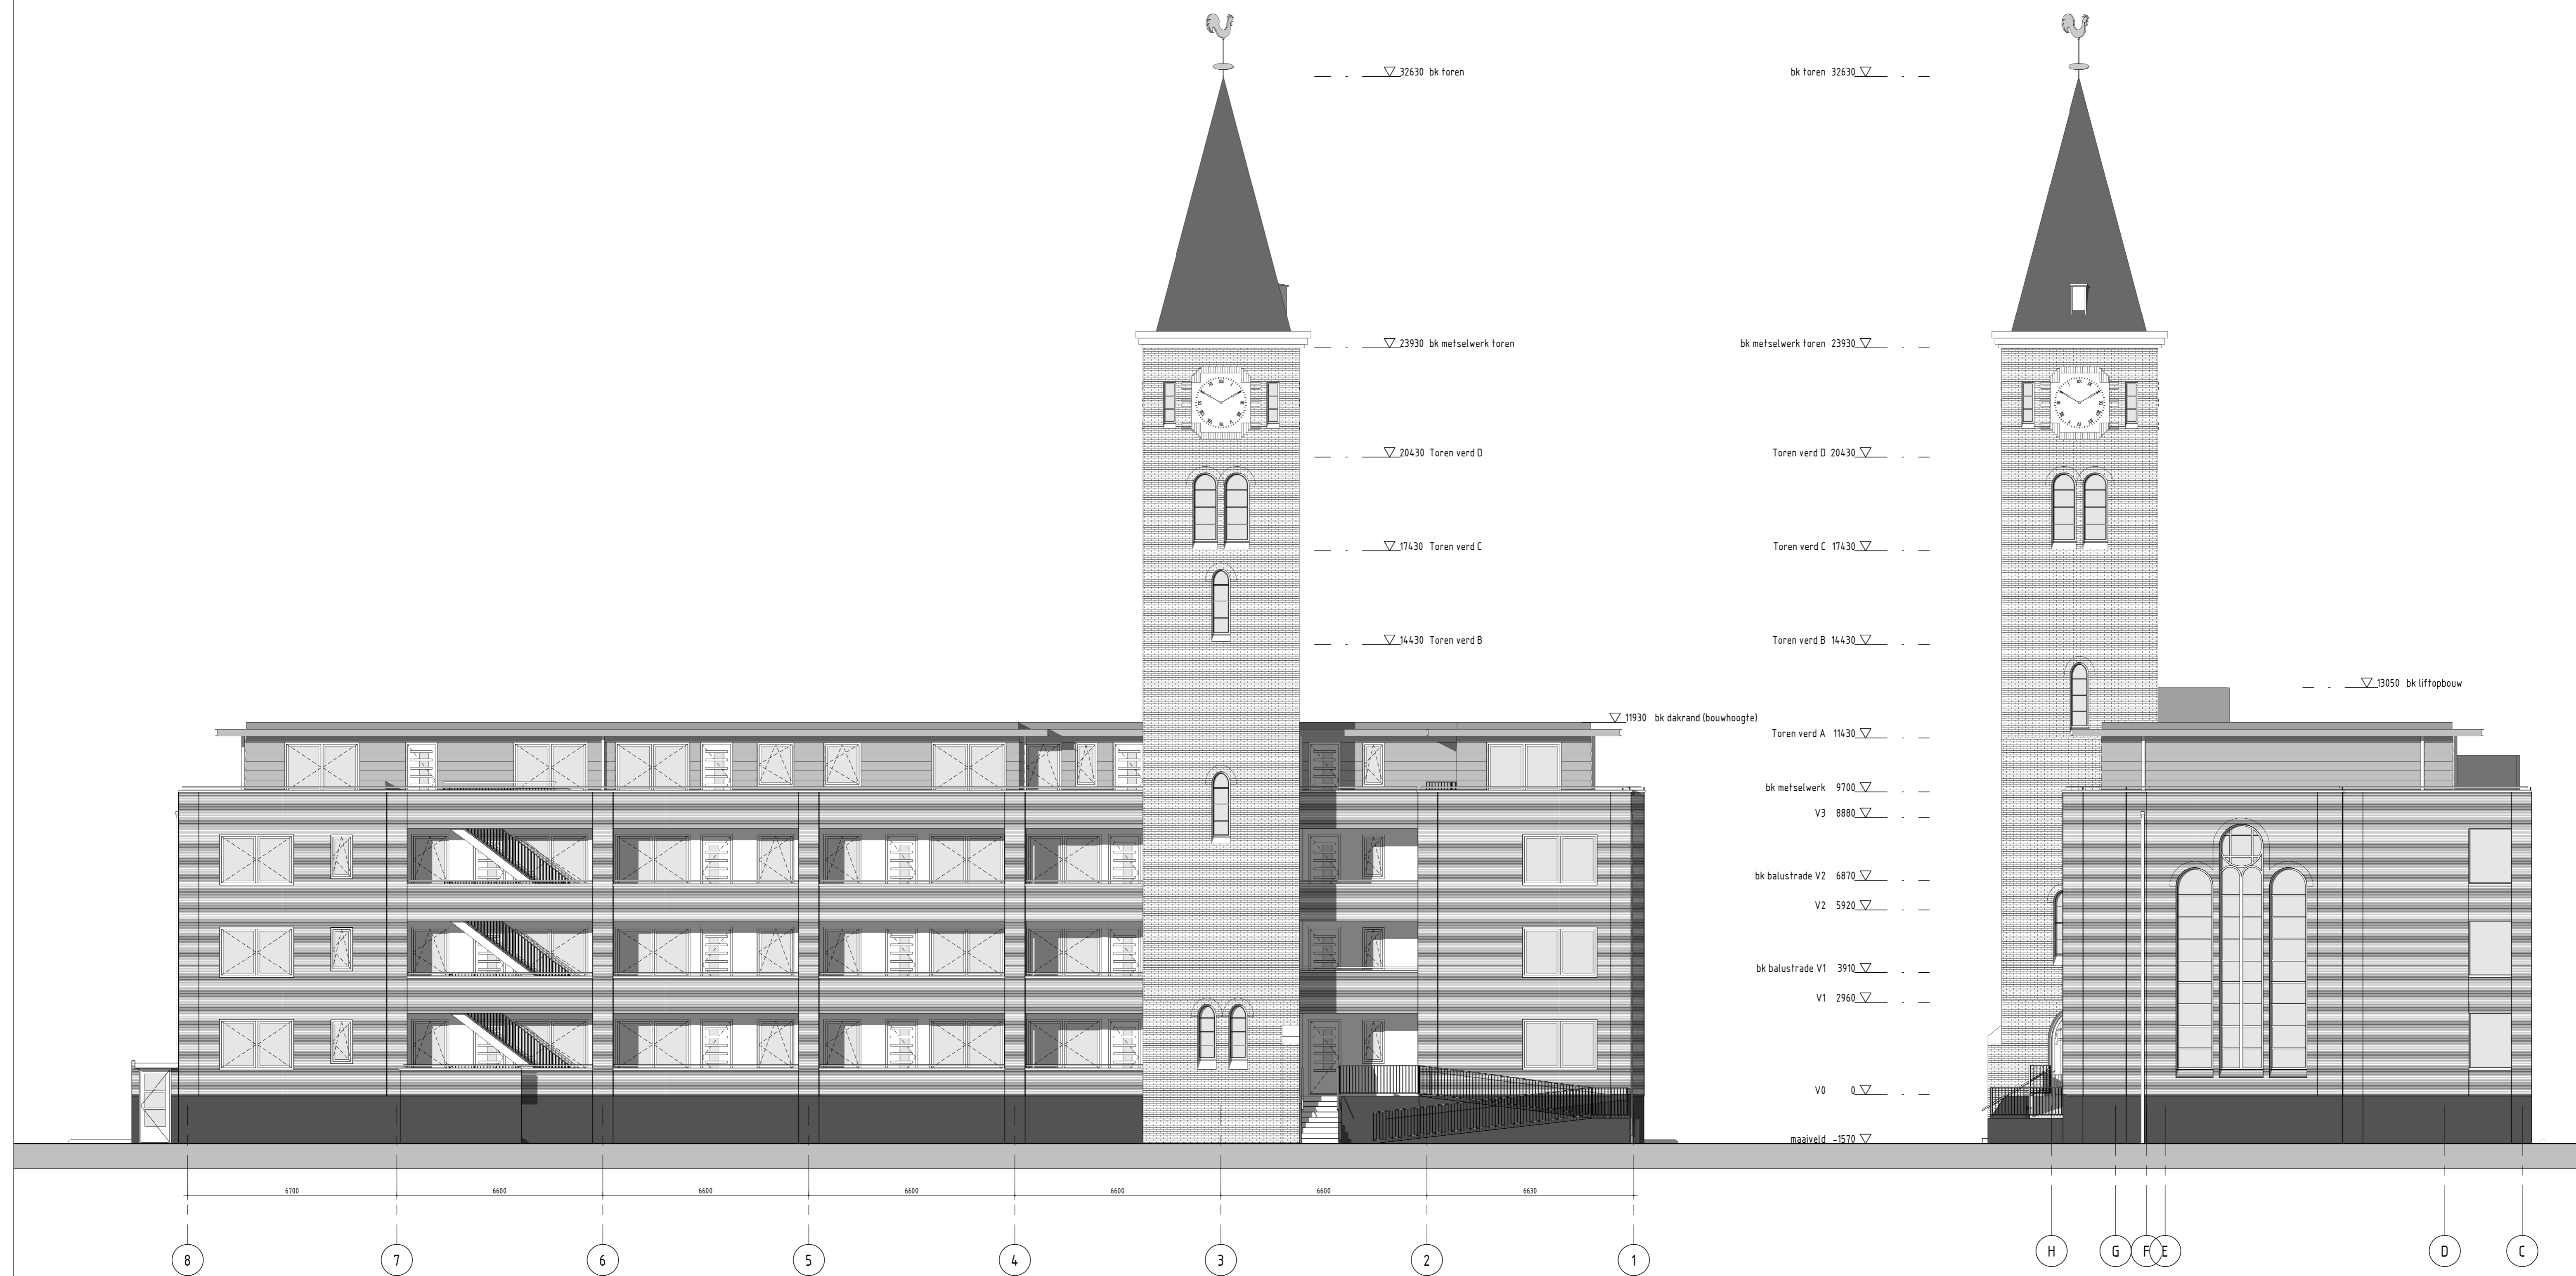 32630 bk toren
bk toren 32630
23930 bk metselwerk toren
bk metselwerk toren 23930
20430 Toren verd D
Toren verd D 20430
17430 Toren verd C
Toren verd C 17430
14430 Toren verd B
Toren verd B 14430
13050 bk liftopbouw
11930 bk dakrand (bouwhoogte)
Toren verd A 11430
bk metselwerk 9700
V3 8880
bk balustrade V2 6870
V2 5920
bk balustrade V1 3910
V1 2960
V0 0
maaiveld -1570
6700 6600 6600 6600 6600 6600 6630
8 7 6 5 4 3 2 1
H G F E D C